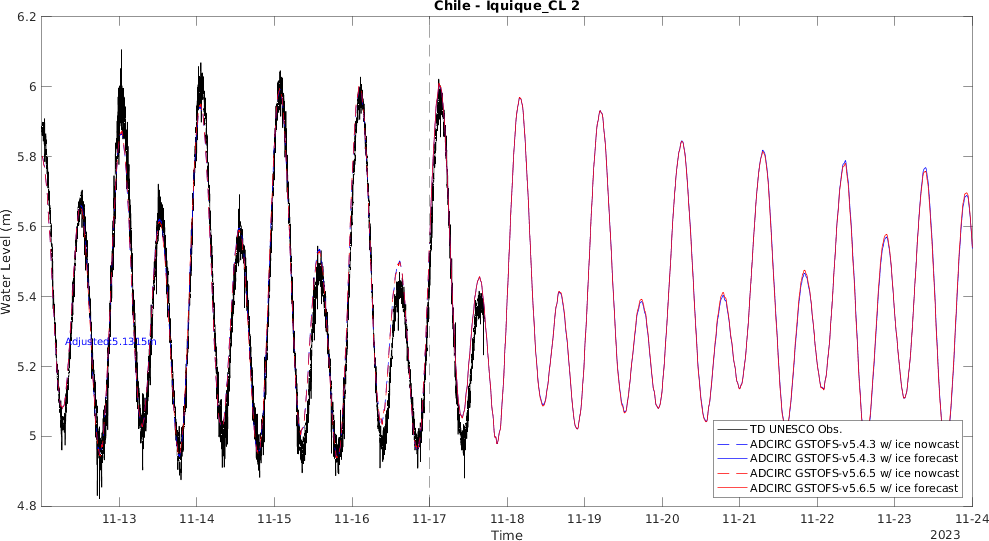 Chile - Iquique_CL 2
6.2
6
5.8
5.6
5.4
5.2
5
4.8
Water Level (m)
Adjusted:5.1315m
TD UNESCO Obs.
ADCIRC GSTOFS-v5.4.3 w/ ice nowcast
ADCIRC GSTOFS-v5.4.3 w/ ice forecast
ADCIRC GSTOFS-v5.6.5 w/ ice nowcast
ADCIRC GSTOFS-v5.6.5 w/ ice forecast
11-13 11-14 11-15 11-16 11-17 11-18 11-19 11-20 11-21 11-22 11-23 11-24
Time
2023